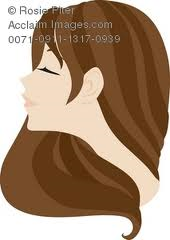 © Rosie Piter
Acclaim Images .com
0071-0911-1317-0939